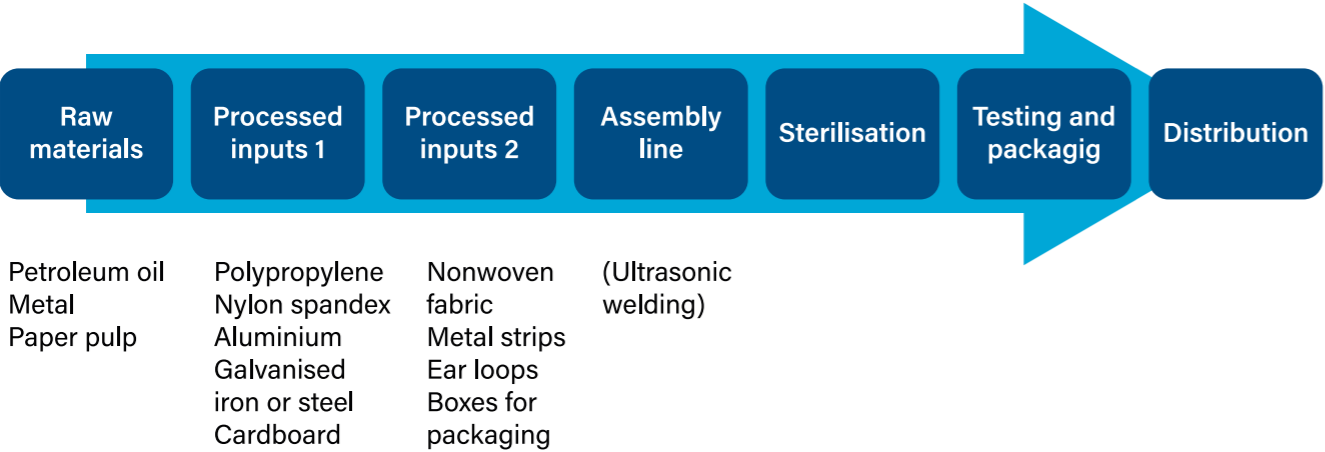 Raw
materials
Processed
inputs 1
Processed
inputs 2
Assembly
line
Sterilisation
Testing and
packagig
Distribution
Petroleum oil
Metal
Paper pulp
Polypropylene
Nylon spandex
Aluminium
Galvanised
iron or steel
Cardboard
Nonwoven
fabric
Metal strips
Ear loops
Boxes for
packaging
(Ultrasonic
welding)